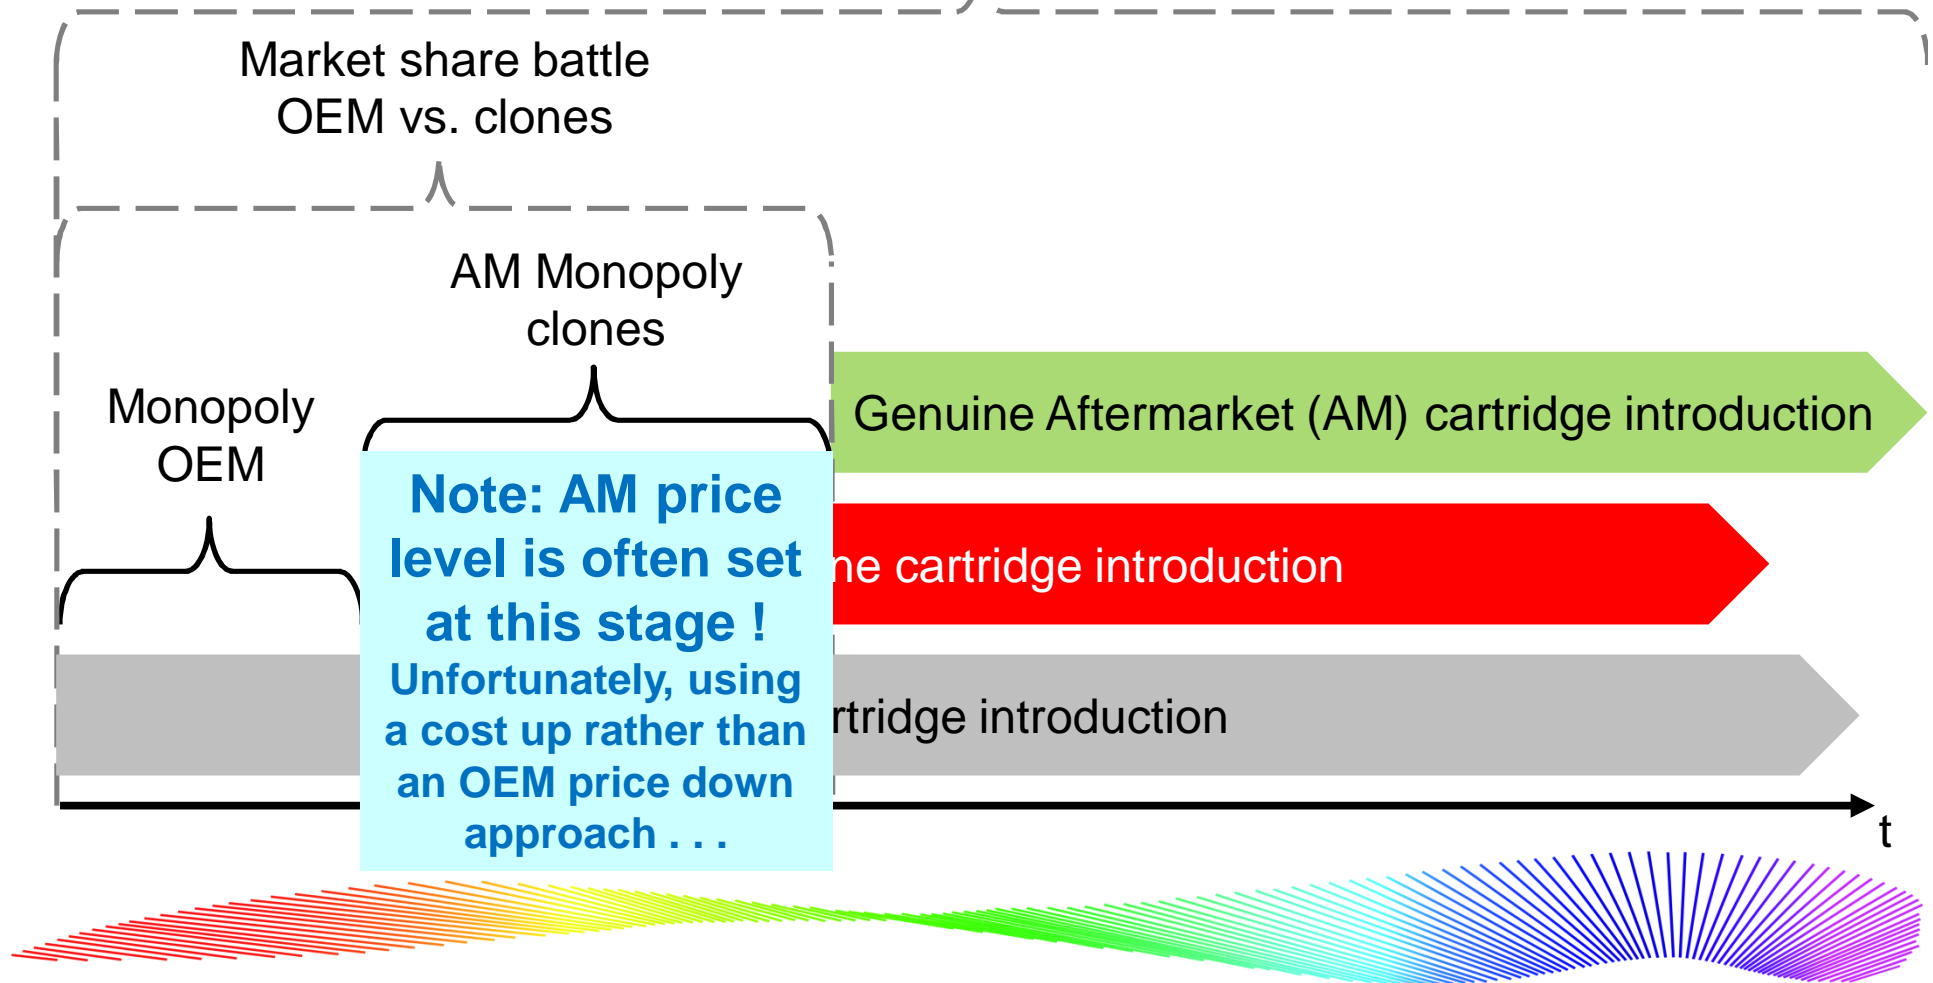 Market share battle
OEM vs. clones
AM Monopoly
clones
Monopoly
OEM
Genuine Aftermarket (AM) cartridge introduction
Note: AM price
level is often set
at this stage !
Unfortunately, using
a cost up rather than
an OEM price down
approach . . .
ne cartridge introduction
rtridge introduction
t